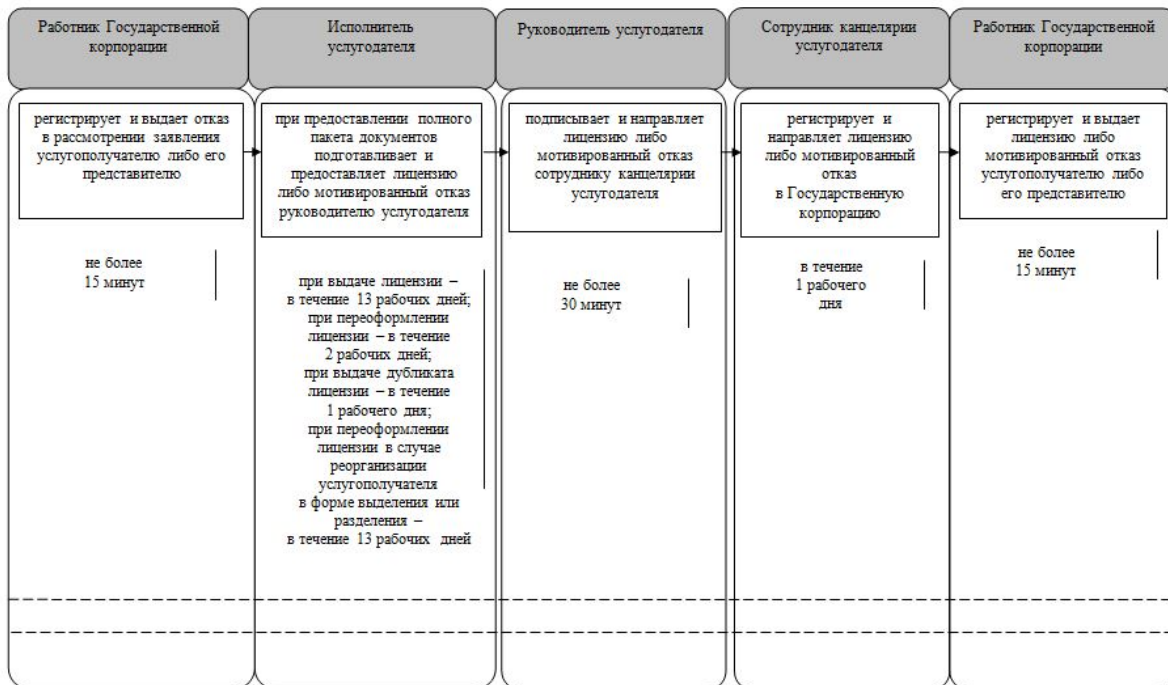 Работник Государственной
корпорации
Исполнитель
услугодателя
Руководитель услугодателя
Сотрудник канцелярии
услугодателя
Работник Государственной
корпорации
регистрирует и выдает отказ
в рассмотрении заявления
услугополучателю либо его
представителю
не более
15 минут
при предоставлении полного
пакета документов
подготавливает и
предоставляет лицензию
либо мотивированный отказ
руководителю услугодателя
при выдаче лицензии –
в течение 13 рабочих дней;
при переоформлении
лицензии – в течение
2 рабочих дней;
при выдаче дубликата
лицензии – в течение
1 рабочего дня;
при переоформлении
лицензии в случае
реорганизации
услугополучателя
в форме выделения или
разделения –
в течение 13 рабочих дней
подписывает и направляет
лицензию либо
мотивированный отказ
сотруднику канцелярии
услугодателя
не более
30 минут
регистрирует и
направляет лицензию
либо мотивированный
отказ
в Государственную
корпорацию
в течение
1 рабочего
дня
регистрирует и выдает
лицензию либо
мотивированный отказ
услугополучателю либо
его представителю
не более
15 минут